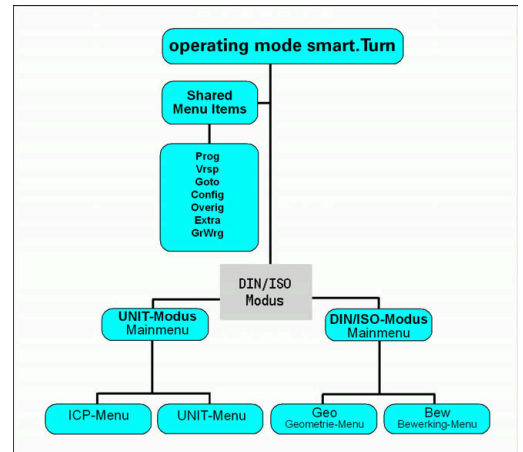 operating mode smart.Turn
Shared
Menu Items
Prog
Vrsp
Goto
Config
Overig
Extra
GrWrg
DIN/ISO
Modus
UNIT-Modus
Mainmenu
DIN/ISO-Modus
Mainmenu
ICP-Menu
UNIT-Menu
Geo
Geometrie-Menu
Bew
Bewerking-Menu